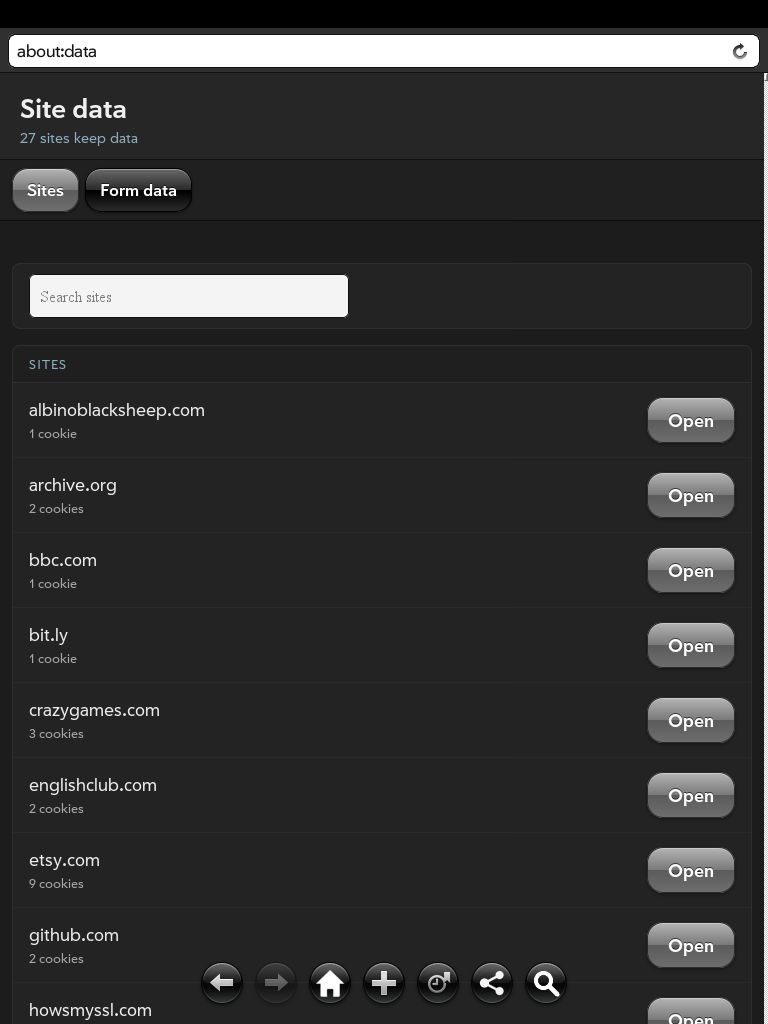 about:data
Site data
27 sites keep data
Sites
Form data
Search sites
SITES
albinoblacksheep.com
1 cookie
Open
archive.org
2 cookies
Open
bbc.com
1 cookie
Open
bit.ly
1 cookie
Open
crazygames.com
3 cookies
Open
englishclub.com
2 cookies
Open
etsy.com
9 cookies
Open
github.com
2 cookies
Open
howsmyssl.com
Open